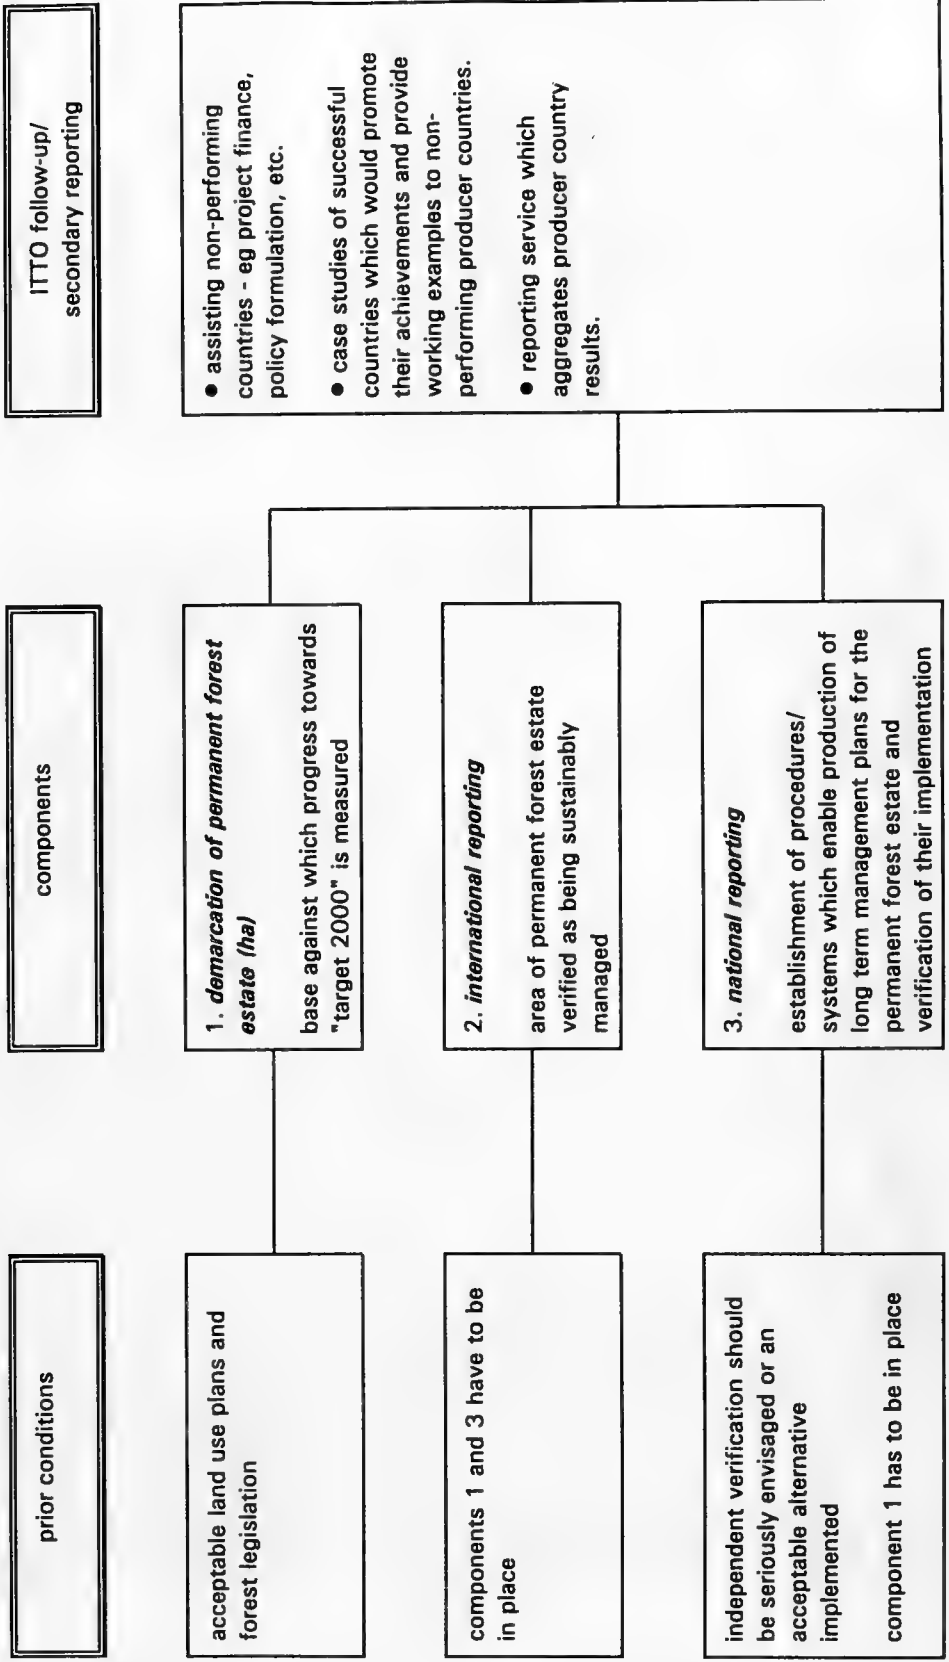 prior conditions
components
ITTO follow-up/
secondary reporting
acceptable land use plans and
forest legislation
1. demarcation of permanent forest
estate (ha)
base against which progress towards
"target 2000" is measured
• assisting non-performing
countries - eg project finance,
policy formulation, etc.
• case studies of successful
countries which would promote
their achievements and provide
working examples to non-
performing producer countries.
• reporting service which
aggregates producer country
results.
components 1 and 3 have to be
in place
2. international reporting
area of permanent forest estate
verified as being sustainably
managed
independent verification should
be seriously envisaged or an
acceptable alternative
implemented
component 1 has to be in place
3. national reporting
establishment of procedures/
systems which enable production of
long term management plans for the
permanent forest estate and
verification of their implementation